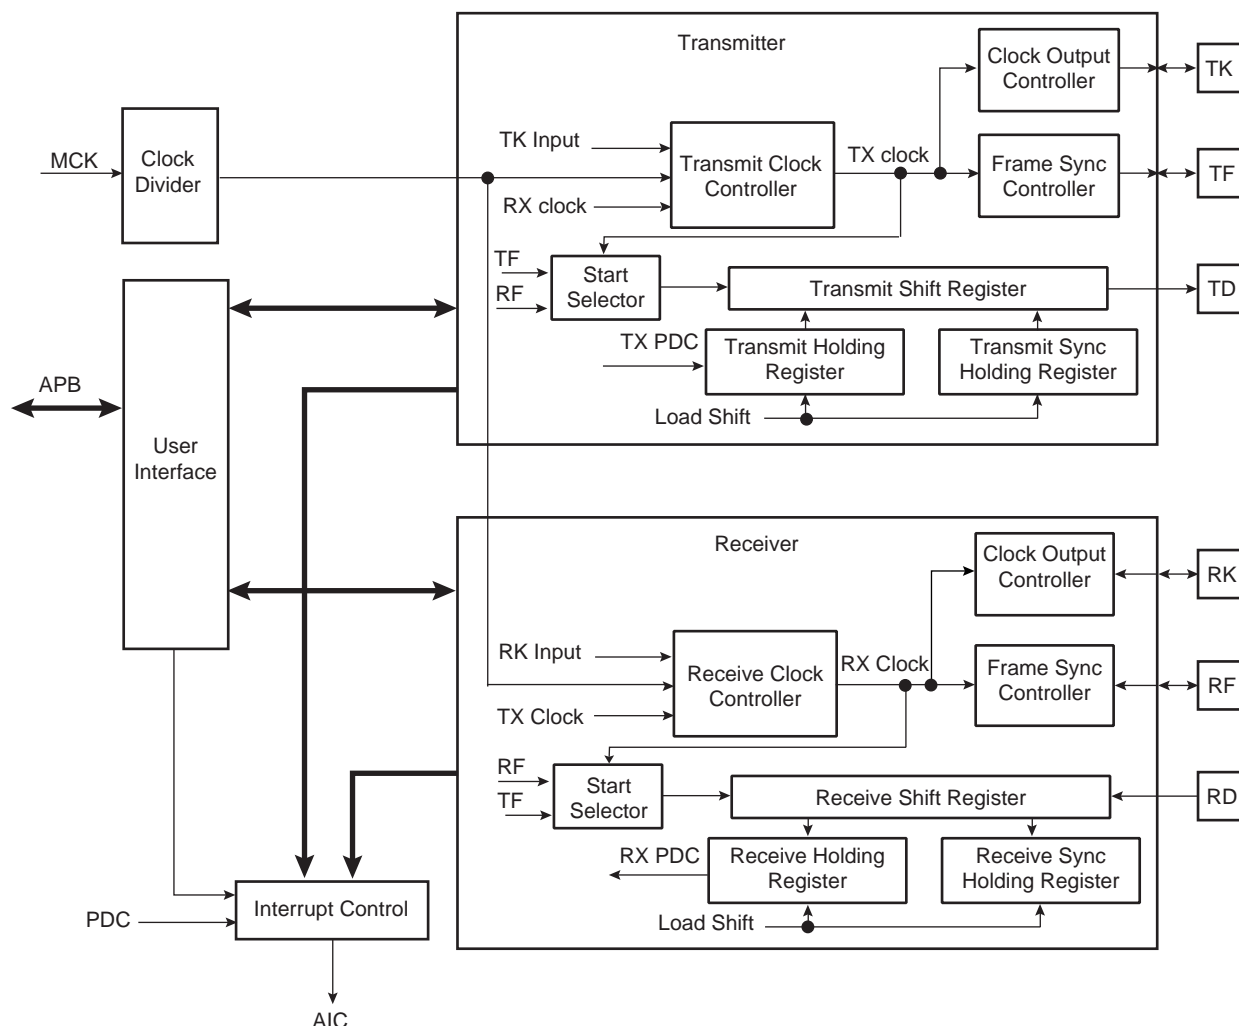 Transmitter
Clock Output
Controller
TK
MCK
Clock
Divider
TK Input
Transmit Clock
Controller
RX clock
TX clock
Frame Sync
Controller
TF
TF
RF
Start
Selector
Transmit Shift Register
TD
TX PDC
Transmit Holding
Register
Transmit Sync
Holding Register
Load Shift
APB
User
Interface
Receiver
Clock Output
Controller
RK
RK Input
Receive Clock
Controller
TX Clock
RX Clock
Frame Sync
Controller
RF
RF
TF
Start
Selector
Receive Shift Register
RD
RX PDC
Receive Holding
Register
Receive Sync
Holding Register
Load Shift
PDC
Interrupt Control
AIC